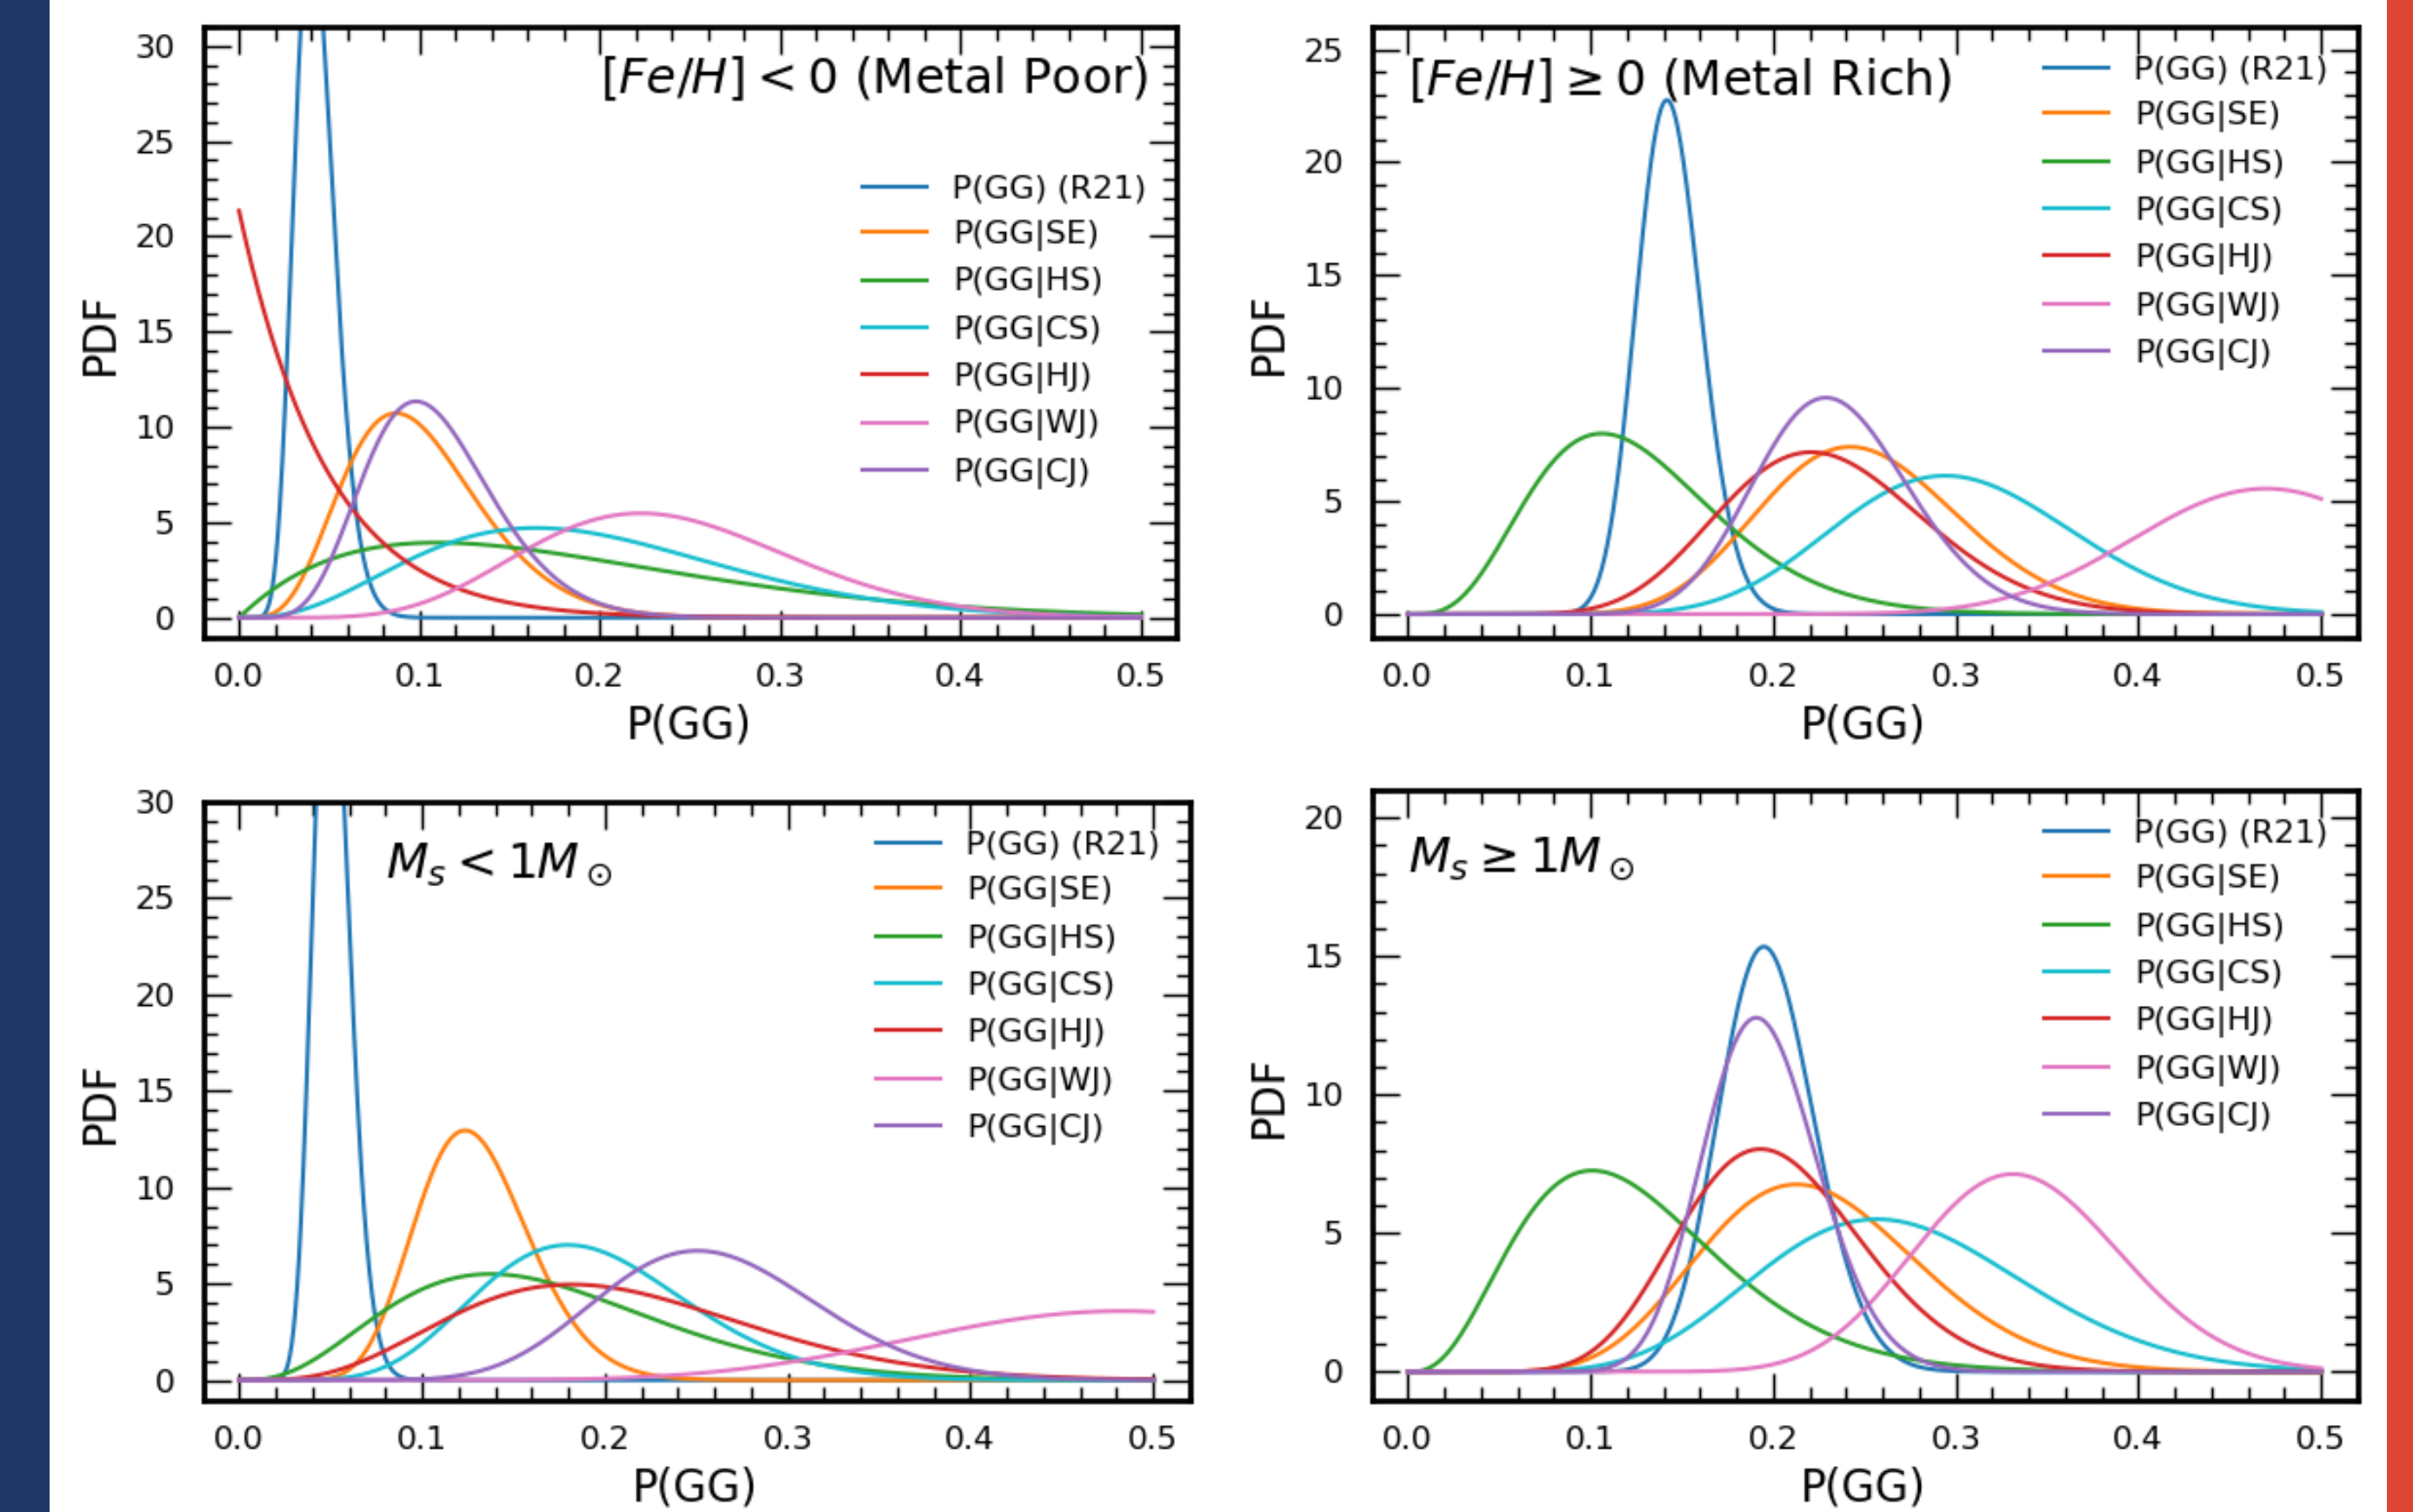 [Fe/H] < 0 (Metal Poor)
PDF
30
25
20
15
10
5
0
P(GG) (R21)
P(GG|SE)
P(GG|HS)
P(GG|CS)
P(GG|HJ)
P(GG|WJ)
P(GG|CJ)
0.0 0.1 0.2 0.3 0.4 0.5
P(GG)
[Fe/H] ≥ 0 (Metal Rich)
PDF
25
20
15
10
5
0
P(GG) (R21)
P(GG|SE)
P(GG|HS)
P(GG|CS)
P(GG|HJ)
P(GG|WJ)
P(GG|CJ)
0.0 0.1 0.2 0.3 0.4 0.5
P(GG)
Ms < 1M⊙
PDF
30
25
20
15
10
5
0
P(GG) (R21)
P(GG|SE)
P(GG|HS)
P(GG|CS)
P(GG|HJ)
P(GG|WJ)
P(GG|CJ)
0.0 0.1 0.2 0.3 0.4 0.5
P(GG)
Ms ≥ 1M⊙
PDF
20
15
10
5
0
P(GG) (R21)
P(GG|SE)
P(GG|HS)
P(GG|CS)
P(GG|HJ)
P(GG|WJ)
P(GG|CJ)
0.0 0.1 0.2 0.3 0.4 0.5
P(GG)